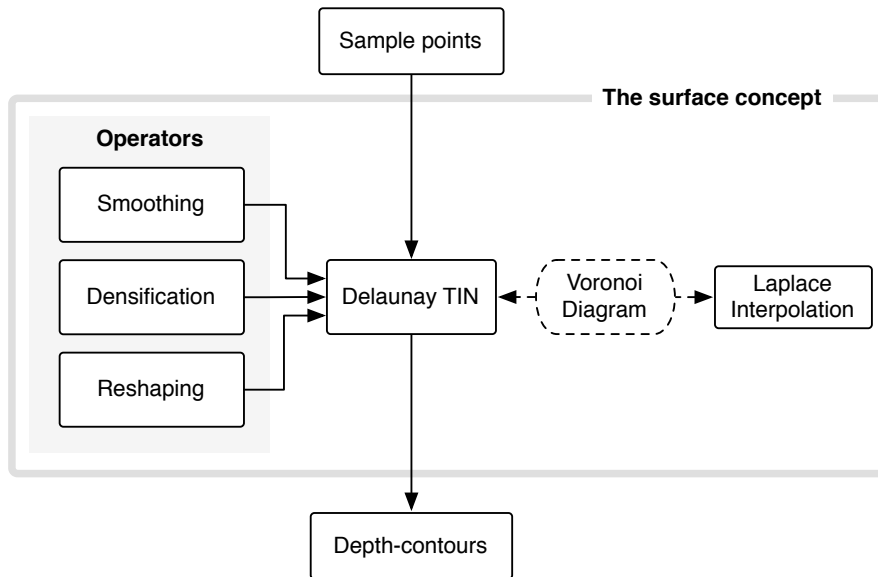 Sample points
The surface concept
Operators
Smoothing
Densification
Reshaping
Delaunay TIN
Voronoi
Diagram
Laplace
Interpolation
Depth-contours